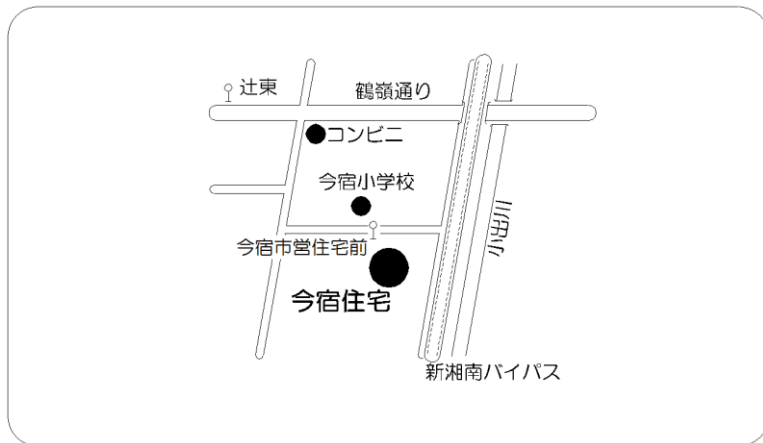 辻東
鶴嶺通り
コンビニ
今宿小学校
小出川
今宿市営住宅前
今宿住宅
新湘南バイパス